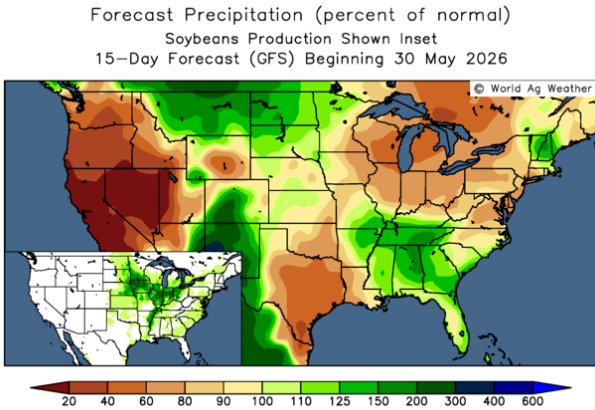 Forecast Precipitation (percent of normal)
Soybeans Production Shown Inset
15-Day Forecast (GFS) Beginning 30 May 2026
© World Ag Weather
20 40 60 80 90 100 110 125 150 200 300 400 600